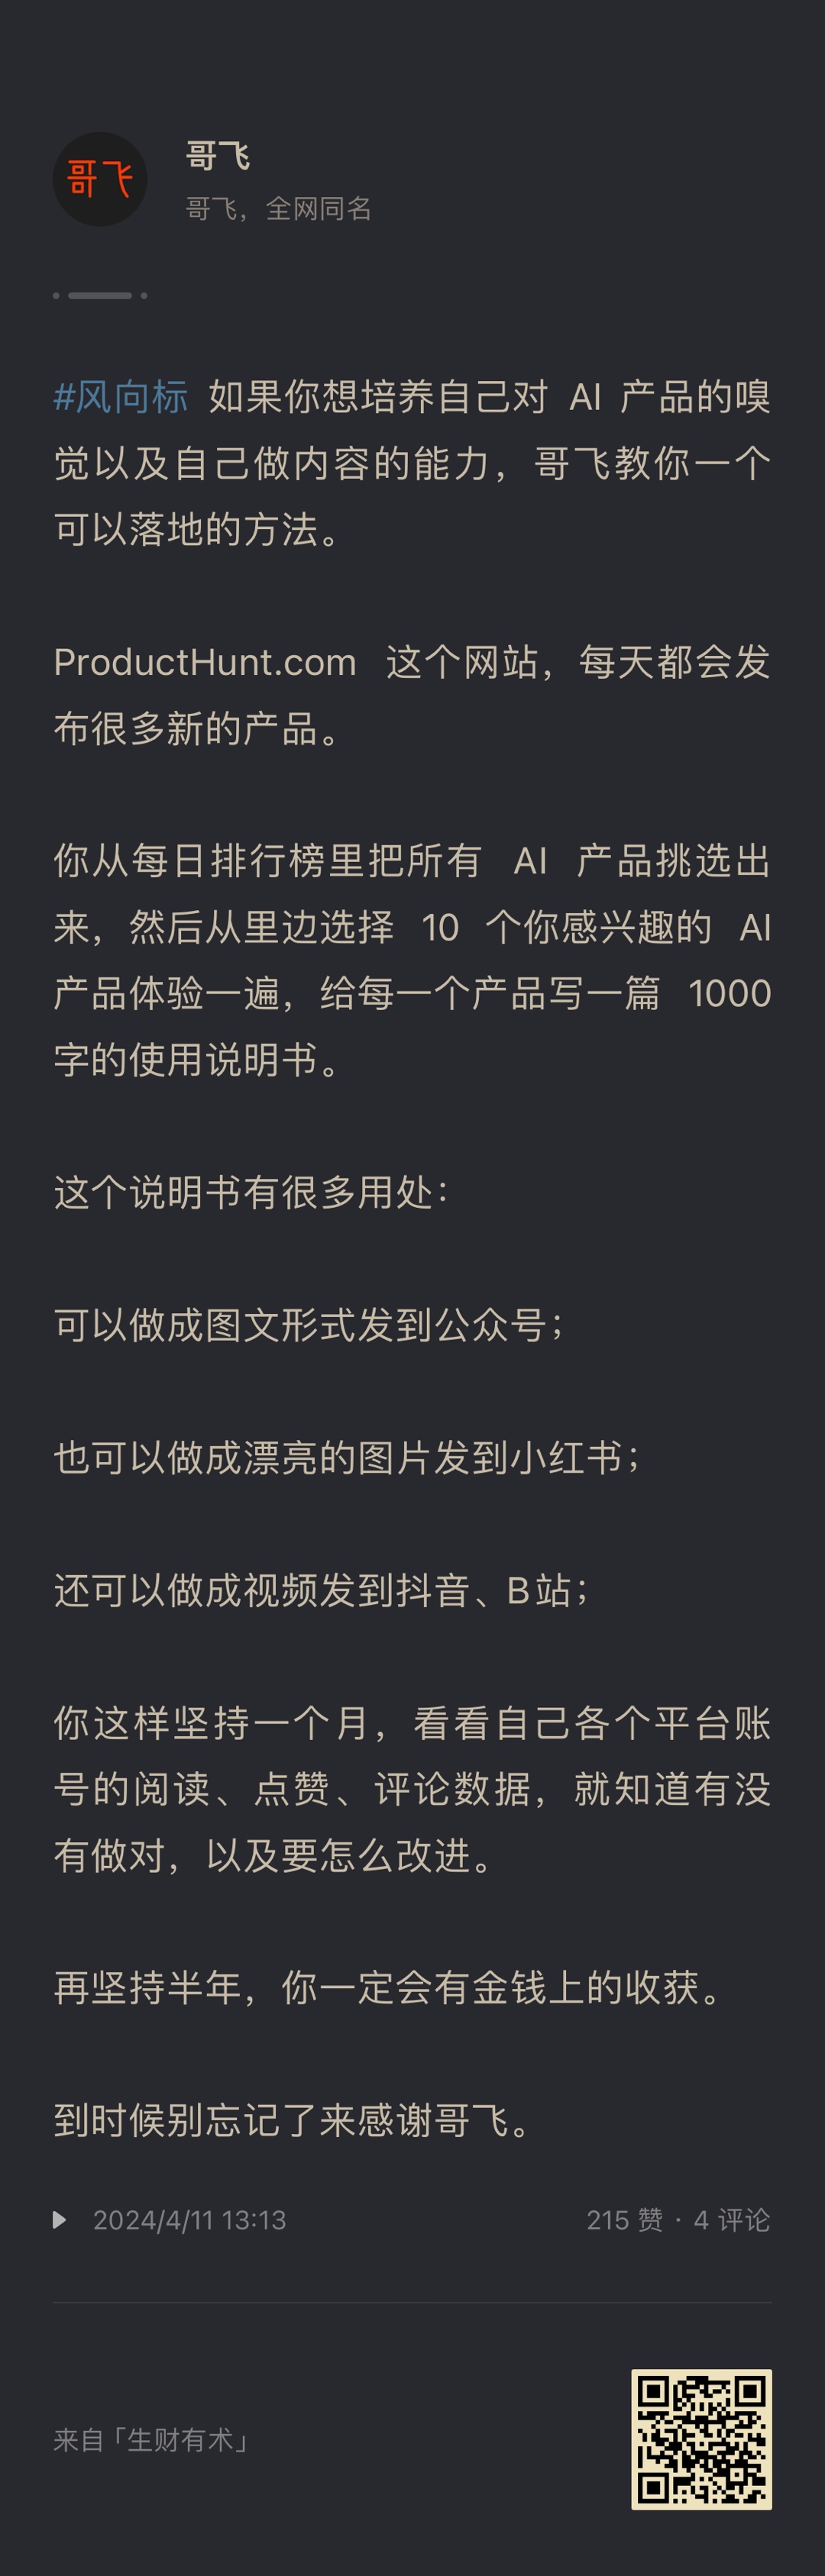 哥飞
哥飞
哥飞，全网同名
#风向标 如果你想培养自己对 AI 产品的嗅
觉以及自己做内容的能力，哥飞教你一个
可以落地的方法。
ProductHunt.com 这个网站，每天都会发
布很多新的产品。
你从每日排行榜里把所有 AI 产品挑选出
来，然后从里边选择 10 个你感兴趣的 AI
产品体验一遍，给每一个产品写一篇 1000
字的使用说明书。
这个说明书有很多用处：
可以做成图文形式发到公众号；
也可以做成漂亮的图片发到小红书；
还可以做成视频发到抖音、B站；
你这样坚持一个月，看看自己各个平台账
号的阅读、点赞、评论数据，就知道有没
有做对，以及要怎么改进。
再坚持半年，你一定会有金钱上的收获。
到时候别忘记了来感谢哥飞。
2024/4/11 13:13 215 赞 · 4 评论
来自「生财有术」